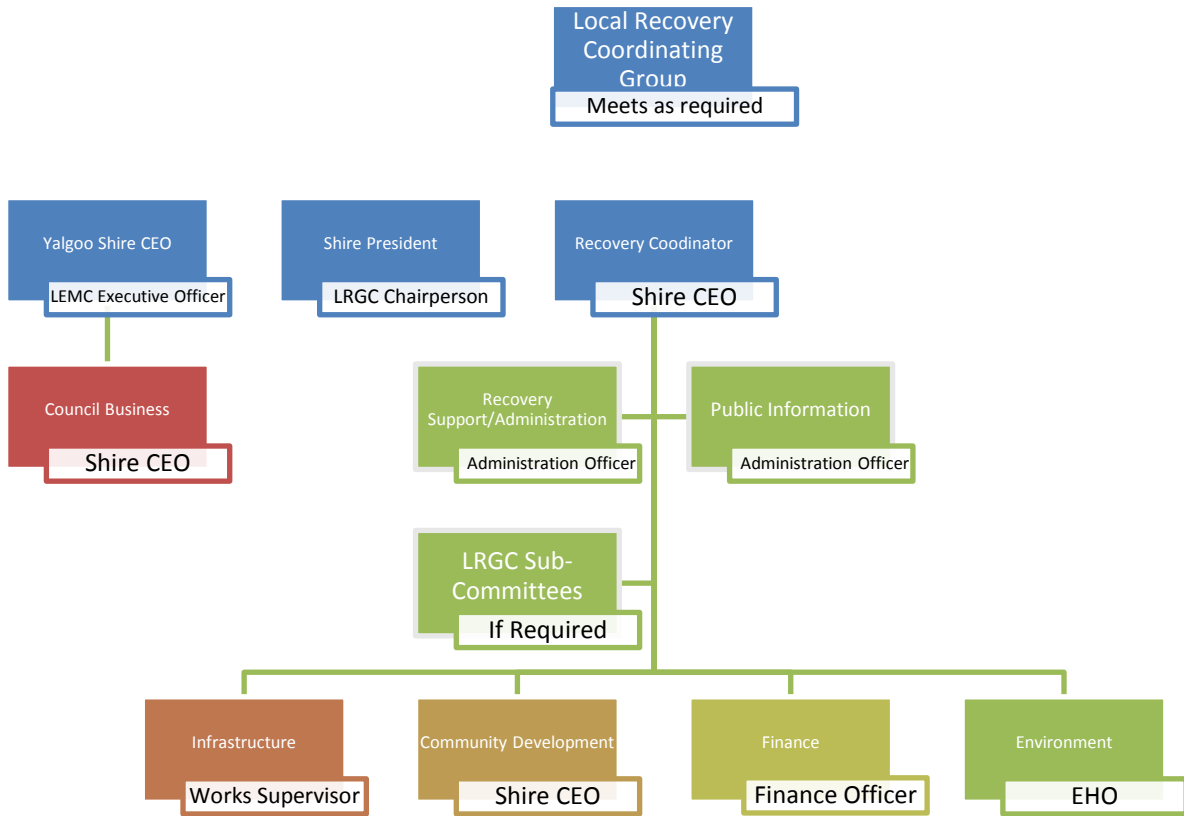 Local Recovery
Coordinating
Group
Meets as required
Yalgoo Shire CEO
LEMC Executive Officer
Shire President
LRGC Chairperson
Recovery Coodinator
Shire CEO
Council Business
Shire CEO
Recovery
Support/Administration
Administration Officer
Public Information
Administration Officer
LRGC Sub-
Committees
If Required
Infrastructure
Works Supervisor
Community Development
Shire CEO
Finance
Finance Officer
Environment
EHO